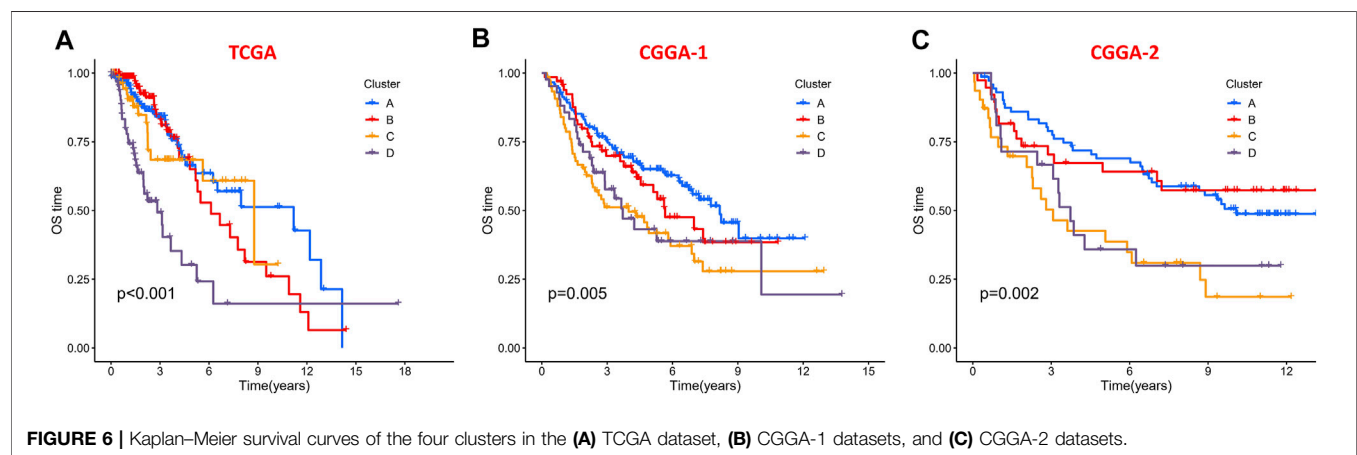 A
TCGA
OS time
1.00
0.75
0.50
0.25
0.00
Cluster
A
B
C
D
p<0.001
0 3 6 9 12 15 18
Time(years)
B
CGGA-1
OS time
1.00
0.75
0.50
0.25
0.00
Cluster
A
B
C
D
p=0.005
0 3 6 9 12 15
Time(years)
C
CGGA-2
OS time
1.00
0.75
0.50
0.25
0.00
Cluster
A
B
C
D
p=0.002
0 3 6 9 12
Time(years)
FIGURE 6 | Kaplan–Meier survival curves of the four clusters in the (A) TCGA dataset, (B) CGGA-1 datasets, and (C) CGGA-2 datasets.